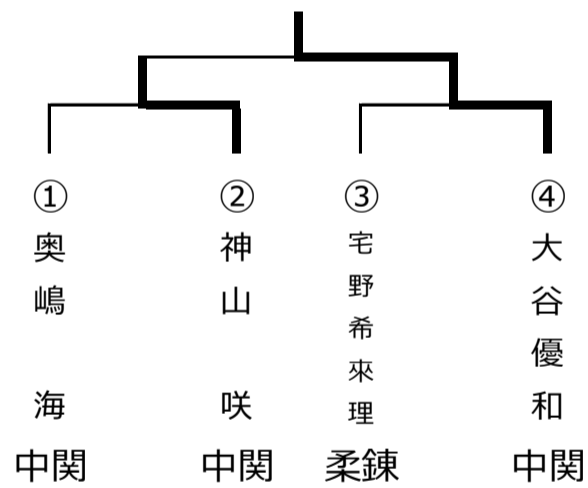 ①
奥嶋 海
中関
②
神山 咲
中関
③
宅野希來理
柔錬
④
大谷優和
中関